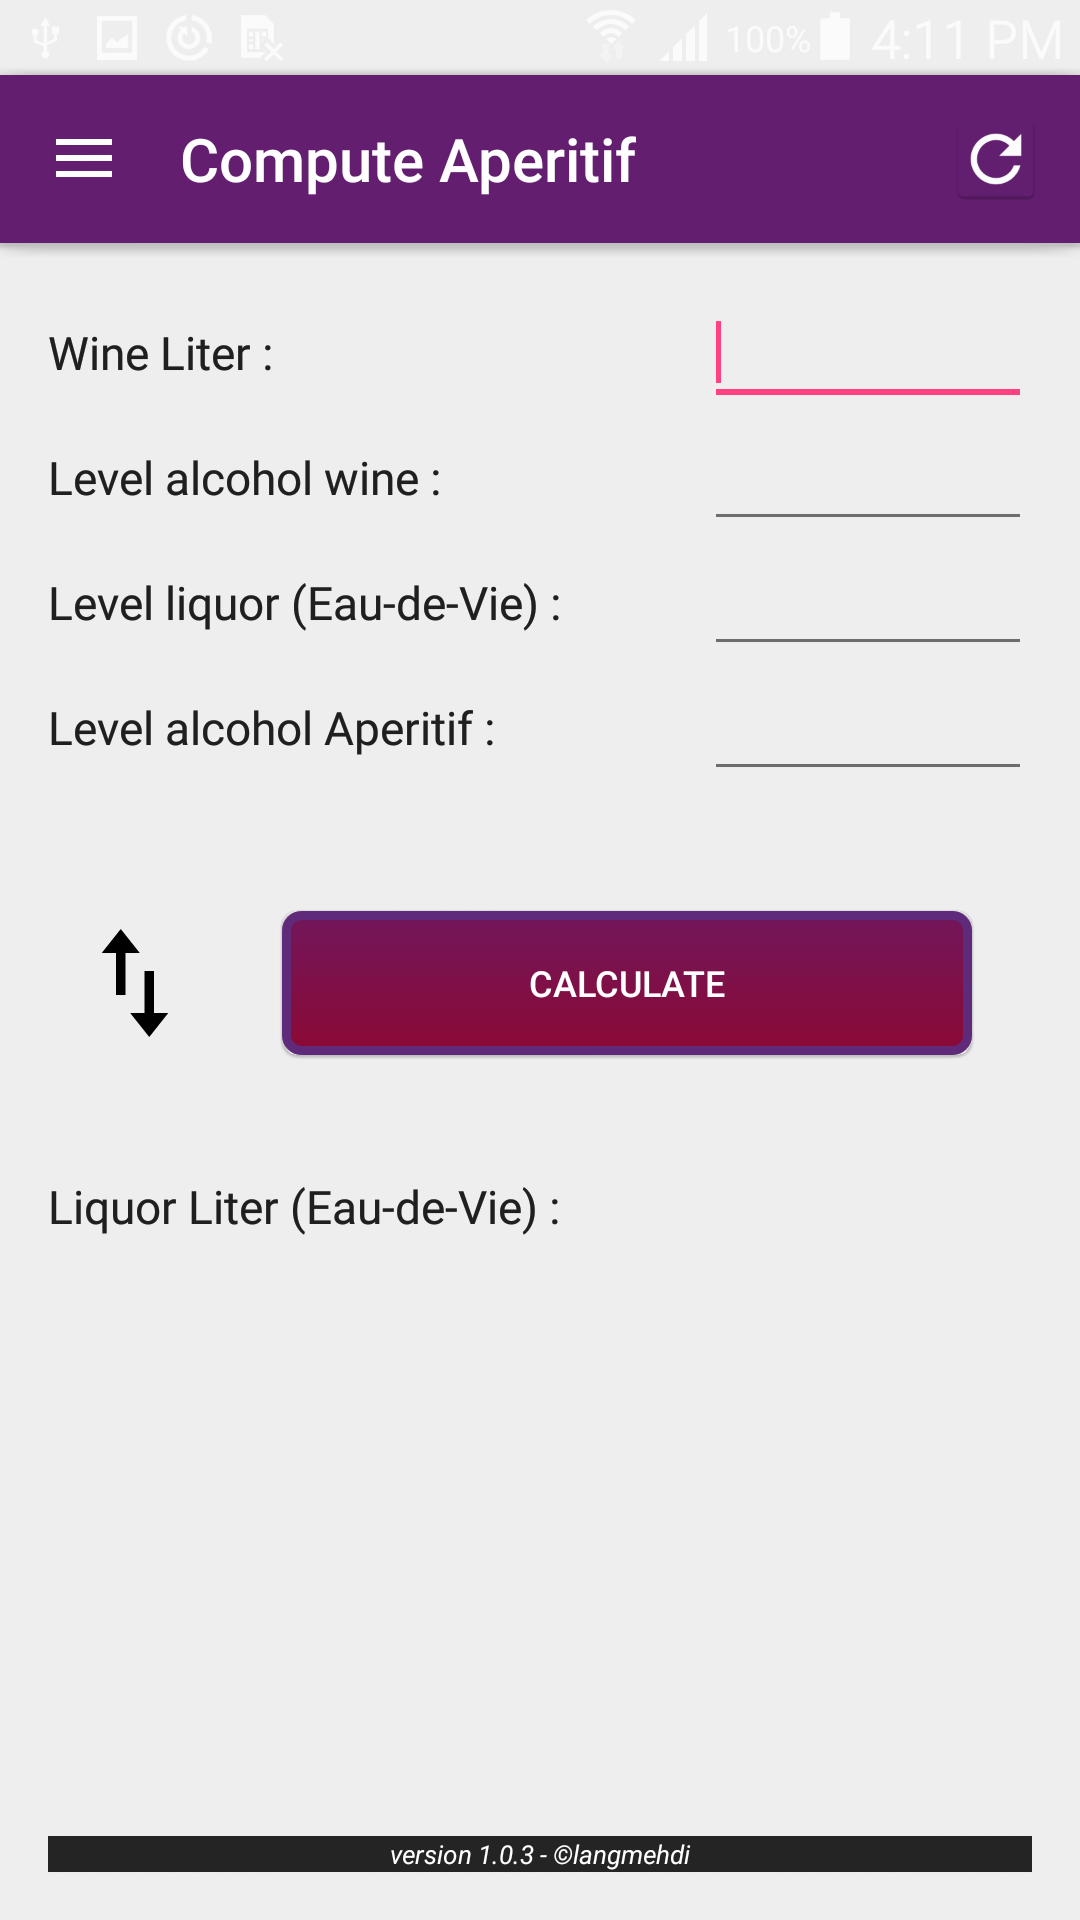 100% 4:11 PM
Compute Aperitif
Wine Liter :
Level alcohol wine :
Level liquor (Eau-de-Vie) :
Level alcohol Aperitif :
CALCULATE
Liquor Liter (Eau-de-Vie) :
version 1.0.3 - ©langmehdi